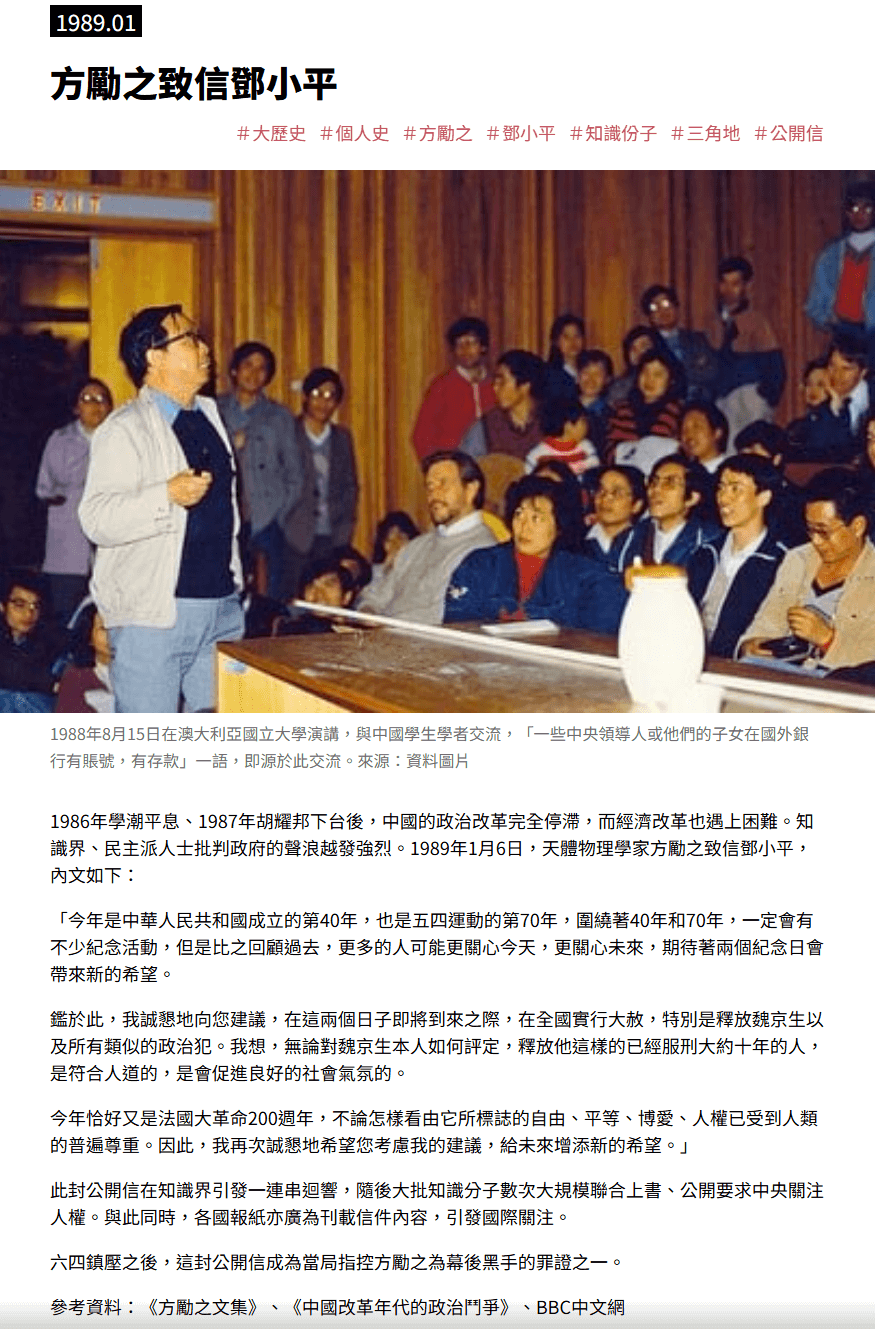 1989.01
方勵之致信鄧小平
＃大歷史 ＃個人史 ＃方勵之 ＃鄧小平 ＃知識份子 ＃三角地 ＃公開信
EXIT
1988年8月15日在澳大利亞國立大學演講，與中國學生學者交流，「一些中央領導人或他們的子女在國外銀
行有賬號，有存款」一語，即源於此交流。來源：資料圖片
1986年學潮平息、1987年胡耀邦下台後，中國的政治改革完全停滯，而經濟改革也遇上困難。知
識界、民主派人士批判政府的聲浪越發強烈。1989年1月6日，天體物理學家方勵之致信鄧小平，
內文如下：
「今年是中華人民共和國成立的第40年，也是五四運動的第70年，圍繞著40年和70年，一定會有
不少紀念活動，但是比之回顧過去，更多的人可能更關心今天，更關心未來，期待著兩個紀念日會
帶來新的希望。
鑑於此，我誠懇地向您建議，在這兩個日子即將到來之際，在全國實行大赦，特別是釋放魏京生以
及所有類似的政治犯。我想，無論對魏京生本人如何評定，釋放他這樣的已經服刑大約十年的人，
是符合人道的，是會促進良好的社會氣氛的。
今年恰好又是法國大革命200週年，不論怎樣看由它所標誌的自由、平等、博愛、人權已受到人類
的普遍尊重。因此，我再次誠懇地希望您考慮我的建議，給未來增添新的希望。」
此封公開信在知識界引發一連串迴響，隨後大批知識分子數次大規模聯合上書、公開要求中央關注
人權。與此同時，各國報紙亦廣為刊載信件內容，引發國際關注。
六四鎮壓之後，這封公開信成為當局指控方勵之為幕後黑手的罪證之一。
參考資料：《方勵之文集》、《中國改革年代的政治鬥爭》、BBC中文網